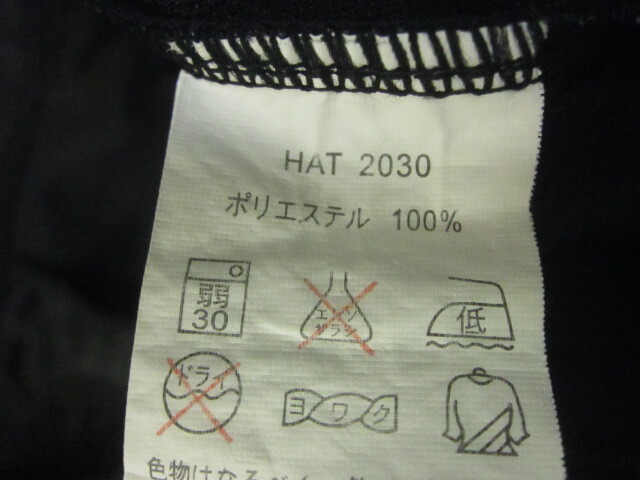 HAT 2030
ポリエステル 100%
弱
30
エンソ
サラシ
低
ドライ
ヨワク